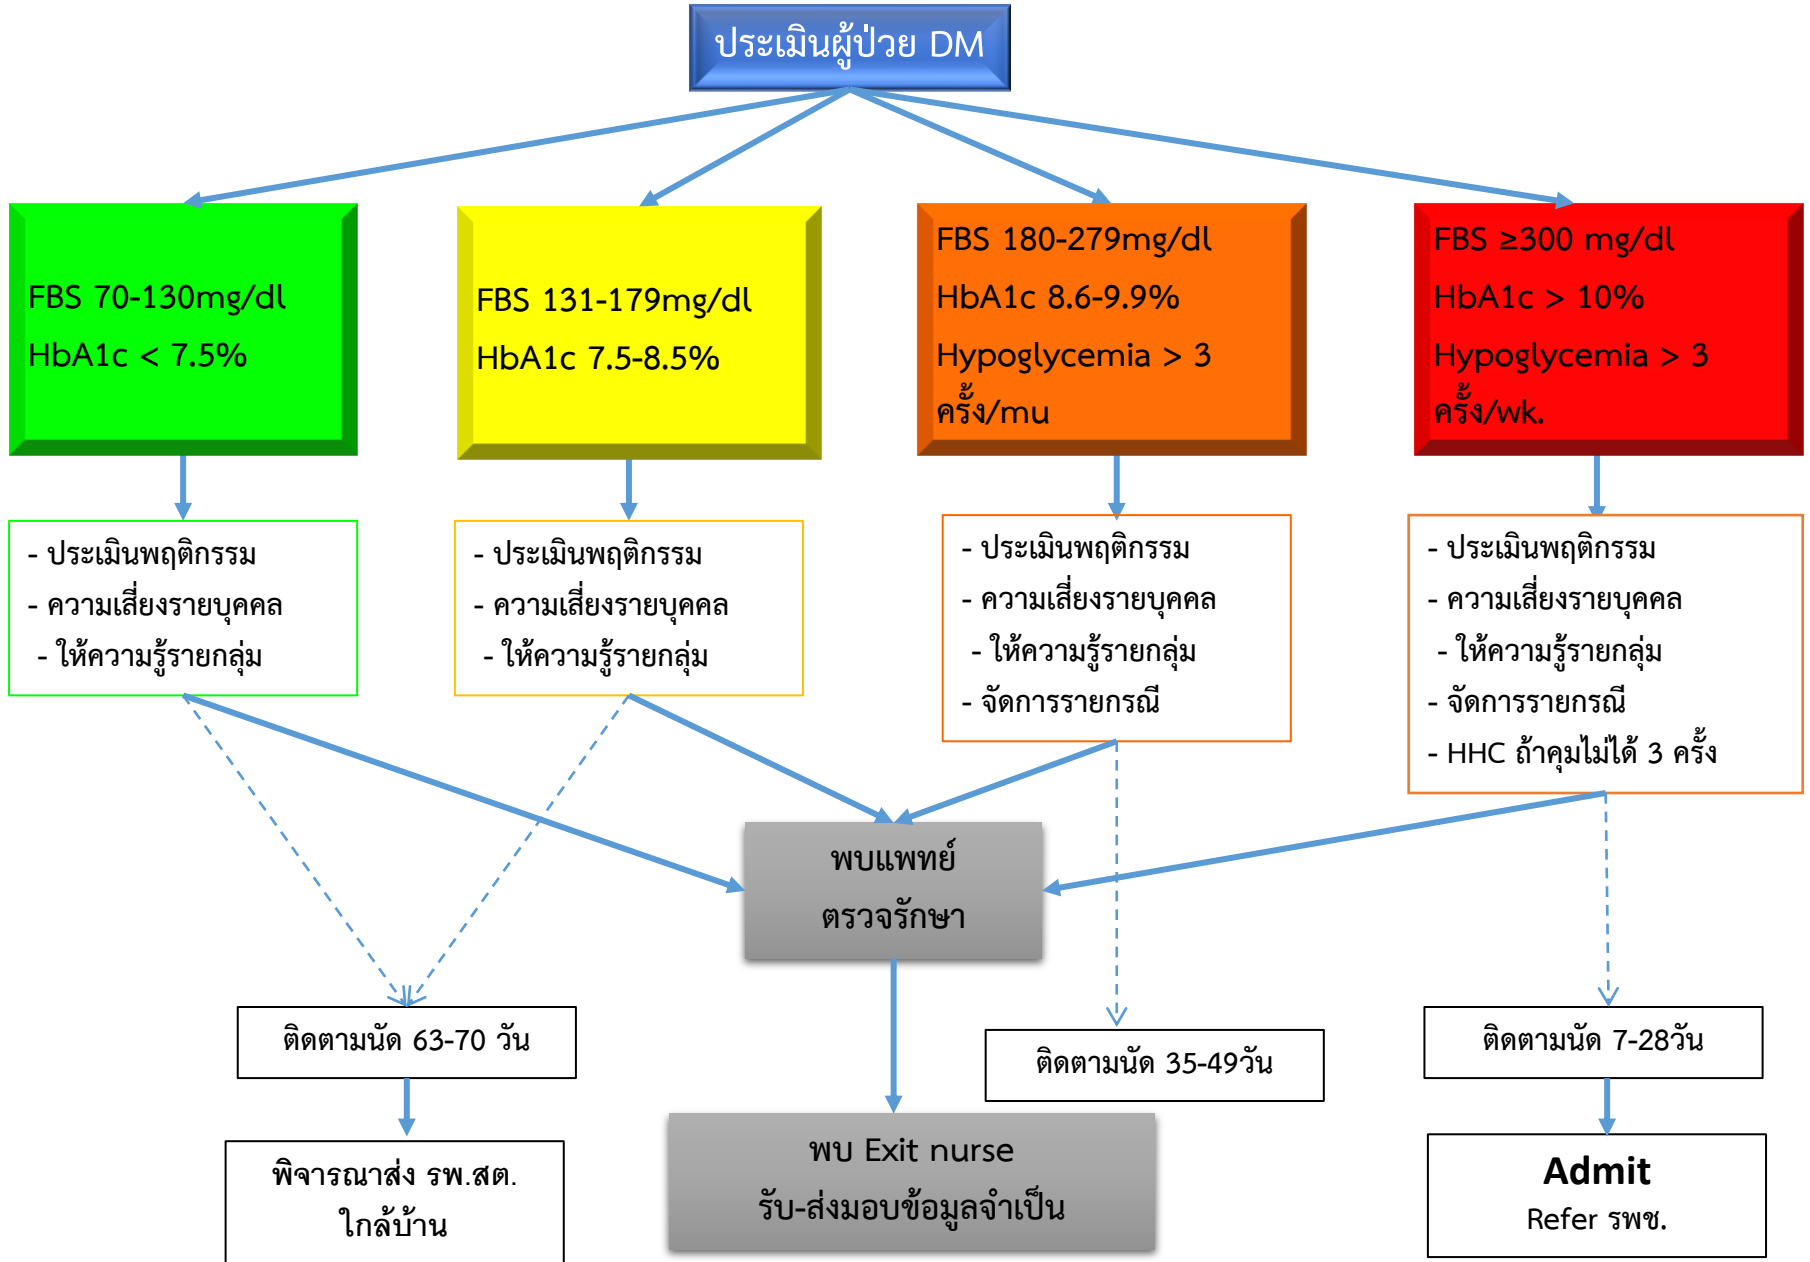 ประเมินผู้ป่วย DM
FBS 70-130mg/dl
HbA1c < 7.5%
FBS 131-179mg/dl
HbA1c 7.5-8.5%
FBS 180-279mg/dl
HbA1c 8.6-9.9%
Hypoglycemia > 3
ครั้ง/mu
FBS ≥300 mg/dl
HbA1c > 10%
Hypoglycemia > 3
ครั้ง/wk.
- ประเมินพฤติกรรม
- ความเสี่ยงรายบุคคล
- ให้ความรู้รายกลุ่ม
- ประเมินพฤติกรรม
- ความเสี่ยงรายบุคคล
- ให้ความรู้รายกลุ่ม
- ประเมินพฤติกรรม
- ความเสี่ยงรายบุคคล
- ให้ความรู้รายกลุ่ม
- จัดการรายกรณี
- ประเมินพฤติกรรม
- ความเสี่ยงรายบุคคล
- ให้ความรู้รายกลุ่ม
- จัดการรายกรณี
- HHC ถ้าคุมไม่ได้ 3 ครั้ง
พบแพทย์
ตรวจรักษา
ติดตามนัด 63-70 วัน
ติดตามนัด 35-49วัน
ติดตามนัด 7-28วัน
พิจารณาส่ง รพ.สต.
ใกล้บ้าน
พบ Exit nurse
รับ-ส่งมอบข้อมูลจำเป็น
Admit
Refer รพช.